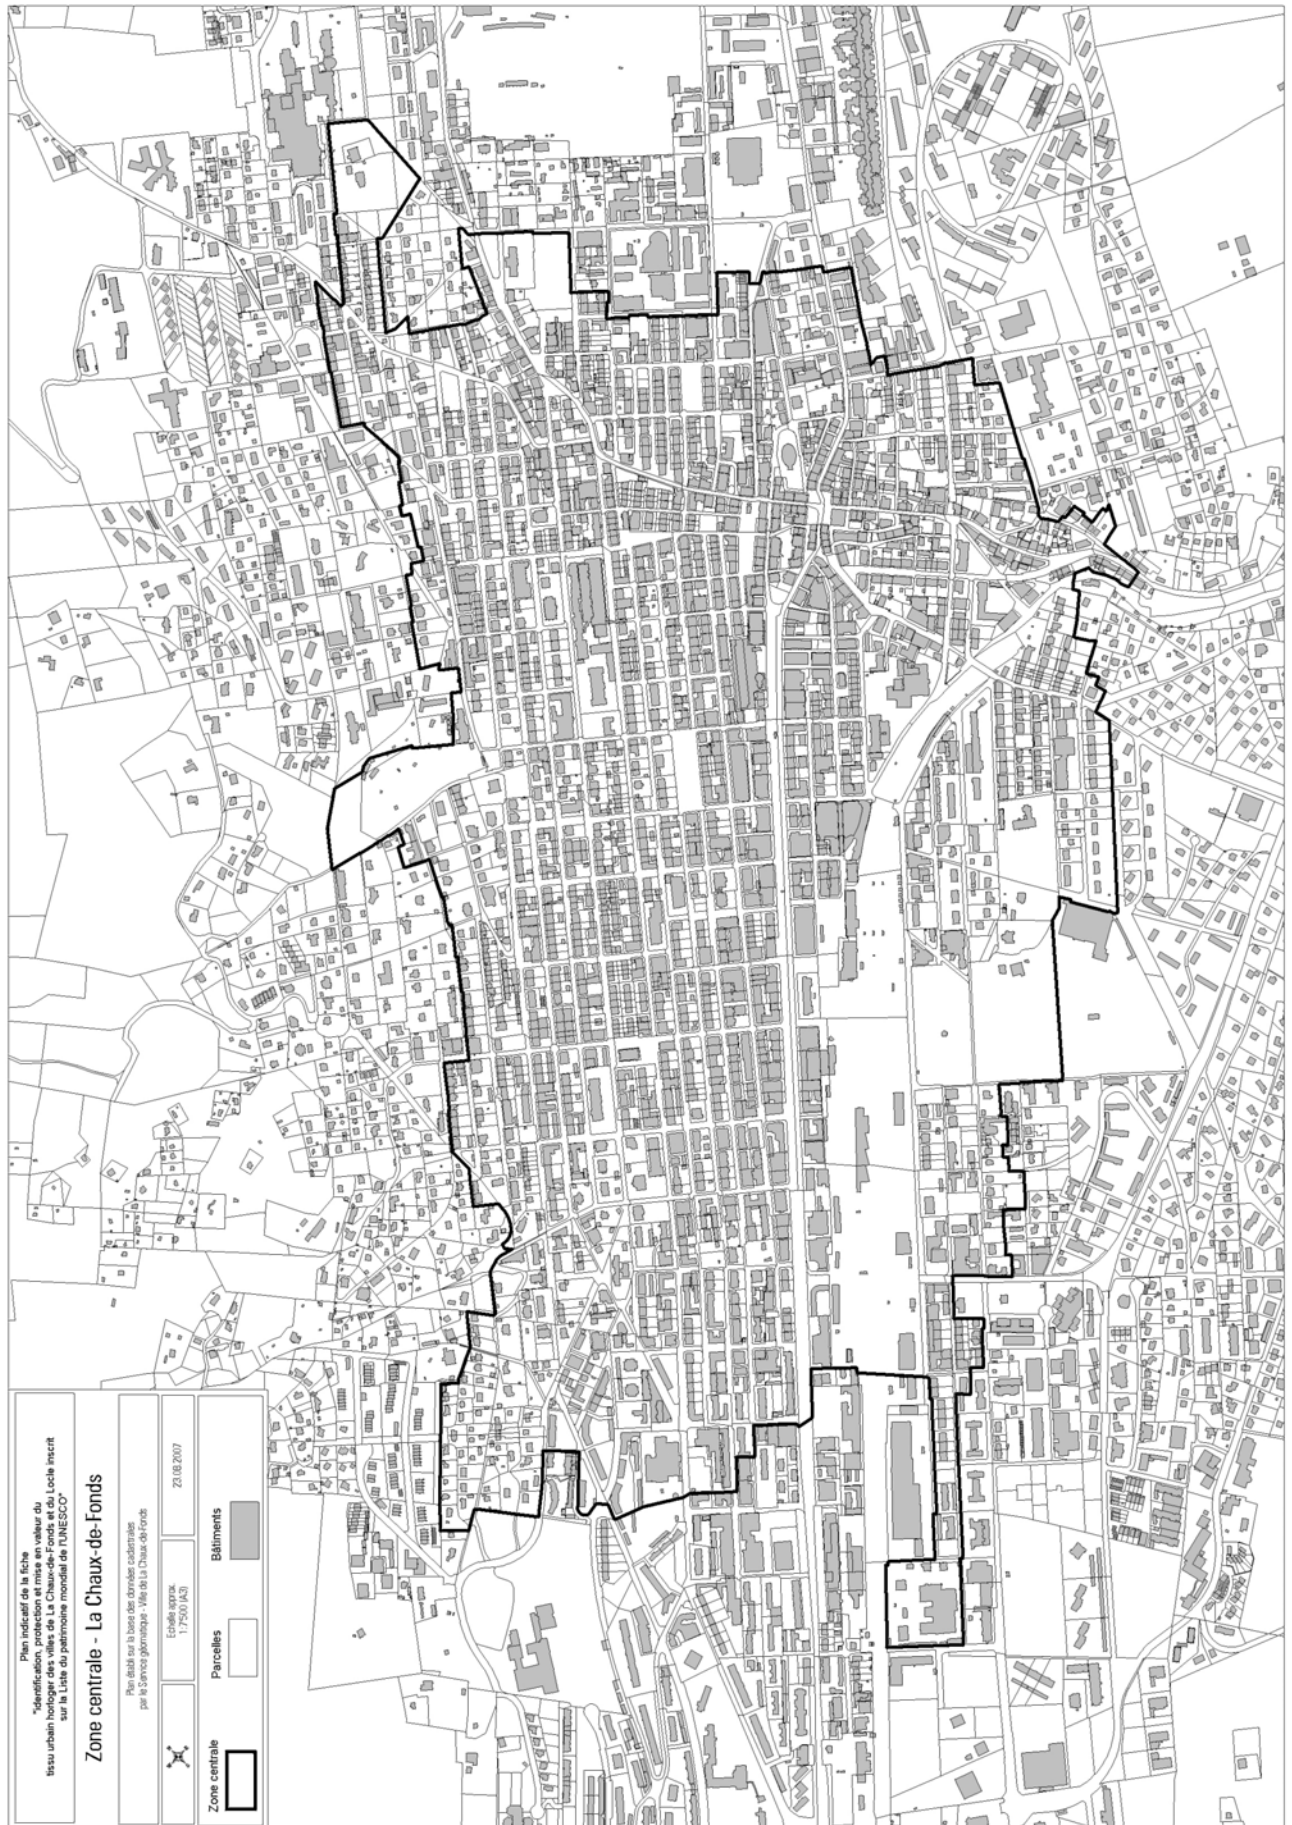 Plan indicatif de la fiche
"identification, protection et mise en valeur du
tissu urbain horloger des villes de La Chaux-de-Fonds et du Locle inscrit
sur la Liste du patrimoine mondial de l'UNESCO"
Zone centrale - La Chaux-de-Fonds
Plan établi sur la base des données cadastrales
par le Service géomatique - Ville de La Chaux-de-Fonds
Echelle approx.
1:7'500 (A3)
23.08.2007
Zone centrale
Parcelles
Bâtiments